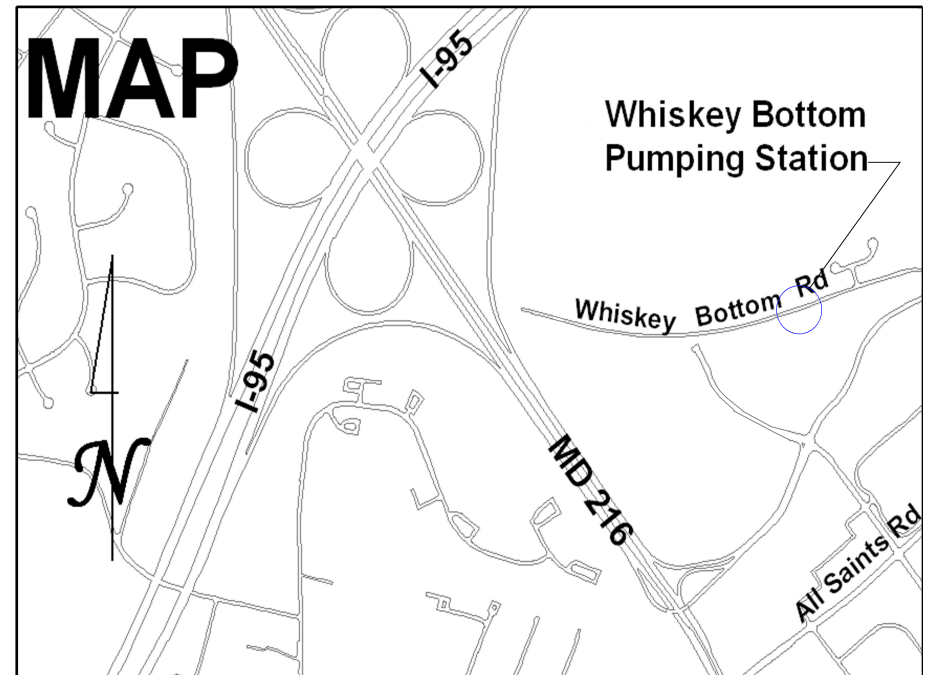 MAP
I-95
Whiskey Bottom
Pumping Station
Whiskey Bottom Rd
I-95
MD 216
N
All Saints Rd